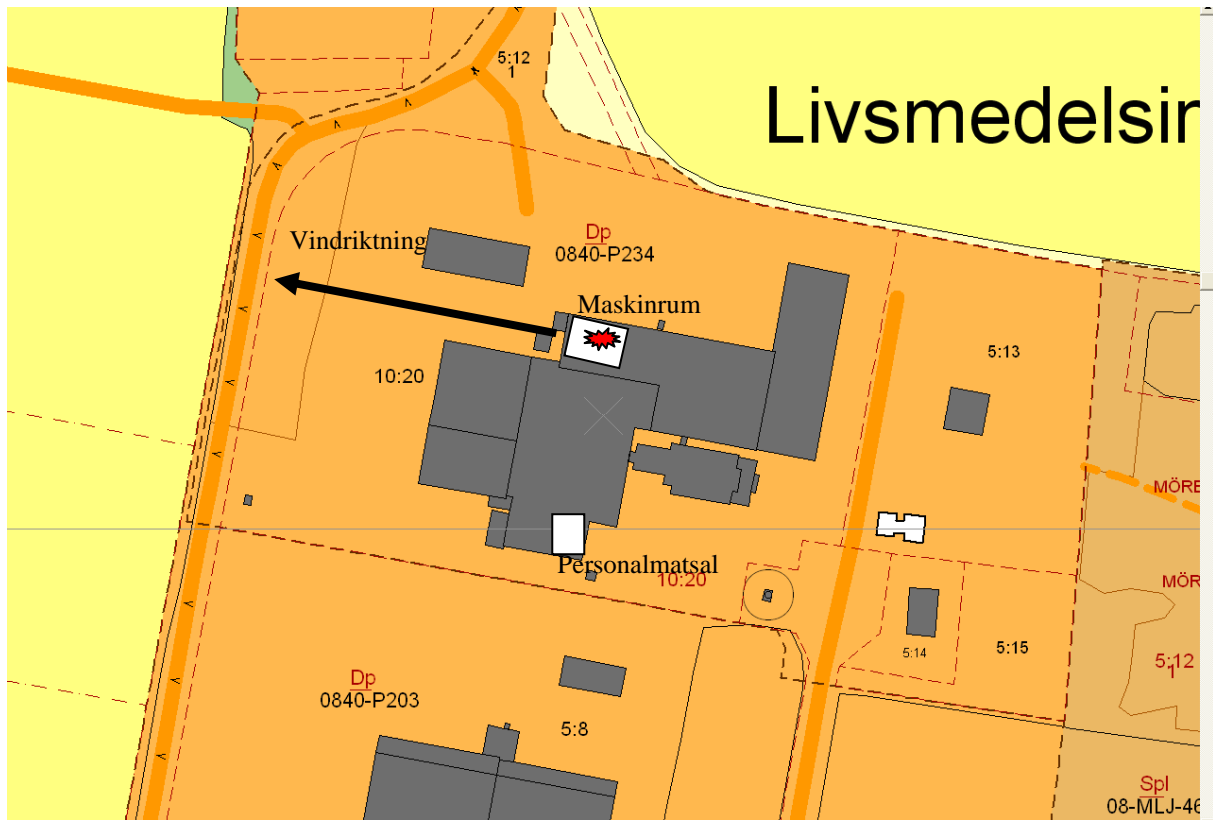 5:12
1
Livsmedelsin
Vindriktning
Dp
0840-P234
Maskinrum
5:13
10:20
MÖRE
Personalmatsal
10:20
MÖR
5:14
5:15
5:12
1
Dp
0840-P203
5:8
Spl
08-MLJ-46